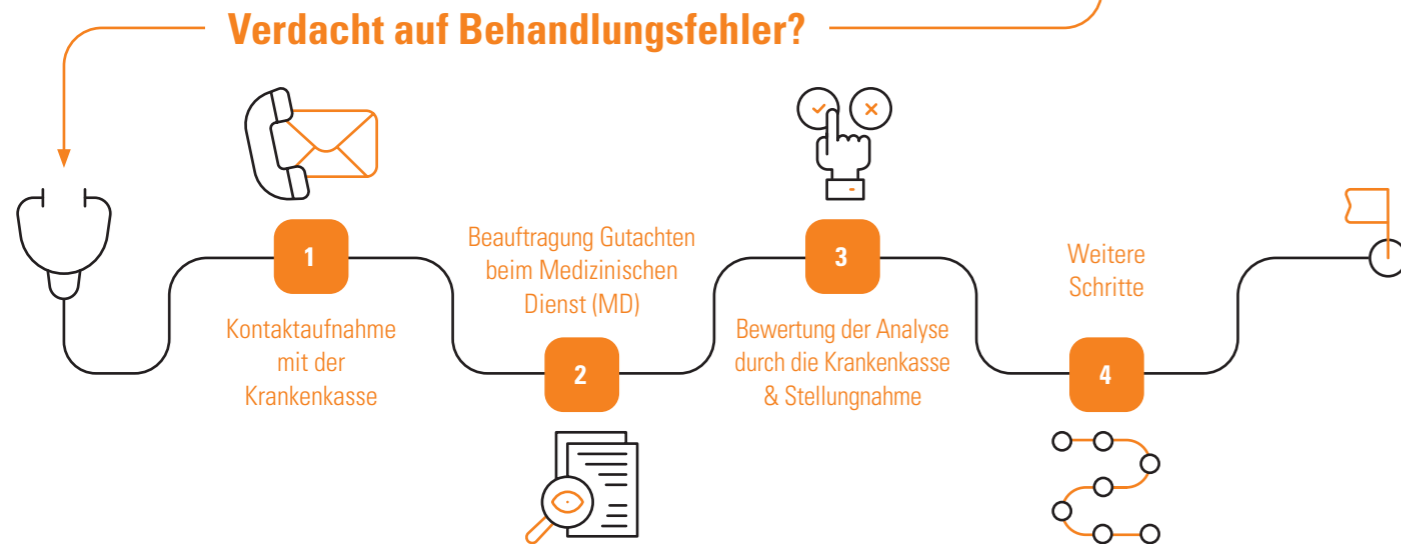 Verdacht auf Behandlungsfehler?
1
Kontaktaufnahme
mit der
Krankenkasse
Beauftragung Gutachten
beim Medizinischen
Dienst (MD)
2
3
Bewertung der Analyse
durch die Krankenkasse
& Stellungnahme
Weitere
Schritte
4